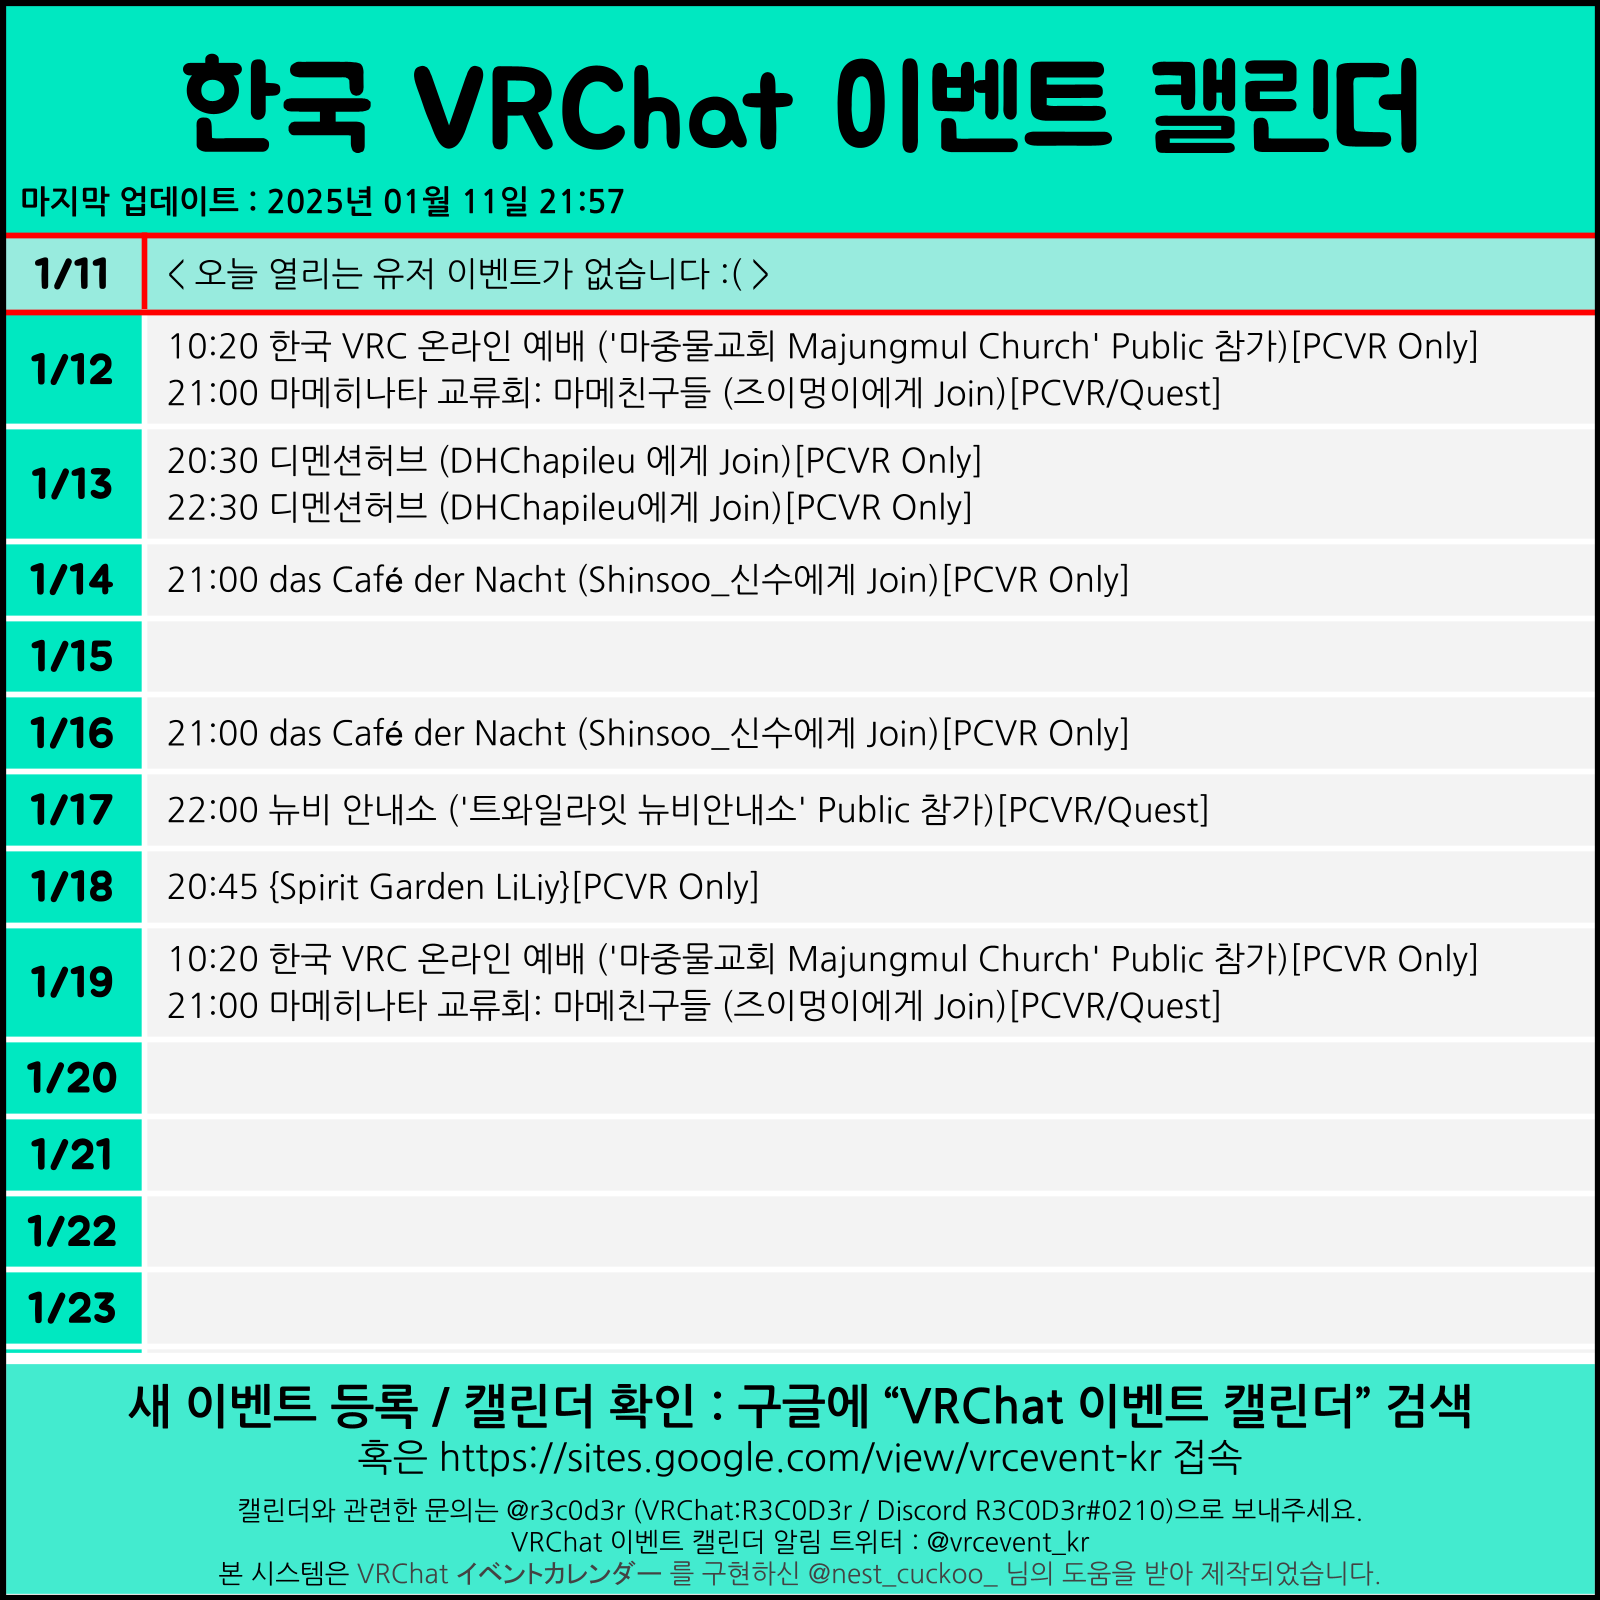 한국 VRChat 이벤트 캘린더
마지막 업데이트 : 2025년 01월 11일 21:57
1/11
< 오늘 열리는 유저 이벤트가 없습니다 :( >
1/12
10:20 한국 VRC 온라인 예배 ('마중물교회 Majungmul Church' Public 참가)[PCVR Only]
21:00 마메히나타 교류회: 마메친구들 (즈이멍이에게 Join)[PCVR/Quest]
1/13
20:30 디멘션허브 (DHChapileu 에게 Join)[PCVR Only]
22:30 디멘션허브 (DHChapileu에게 Join)[PCVR Only]
1/14
21:00 das Café der Nacht (Shinsoo_신수에게 Join)[PCVR Only]
1/15
1/16
21:00 das Café der Nacht (Shinsoo_신수에게 Join)[PCVR Only]
1/17
22:00 뉴비 안내소 ('트와일라잇 뉴비안내소' Public 참가)[PCVR/Quest]
1/18
20:45 {Spirit Garden LiLiy}[PCVR Only]
1/19
10:20 한국 VRC 온라인 예배 ('마중물교회 Majungmul Church' Public 참가)[PCVR Only]
21:00 마메히나타 교류회: 마메친구들 (즈이멍이에게 Join)[PCVR/Quest]
1/20
1/21
1/22
1/23
새 이벤트 등록 / 캘린더 확인 : 구글에 “VRChat 이벤트 캘린더” 검색
혹은 https://sites.google.com/view/vrcevent-kr 접속
캘린더와 관련한 문의는 @r3c0d3r (VRChat:R3C0D3r / Discord R3C0D3r#0210)으로 보내주세요.
VRChat 이벤트 캘린더 알림 트위터 : @vrcevent_kr
본 시스템은 VRChat イベントカレンダー 를 구현하신 @nest_cuckoo_ 님의 도움을 받아 제작되었습니다.